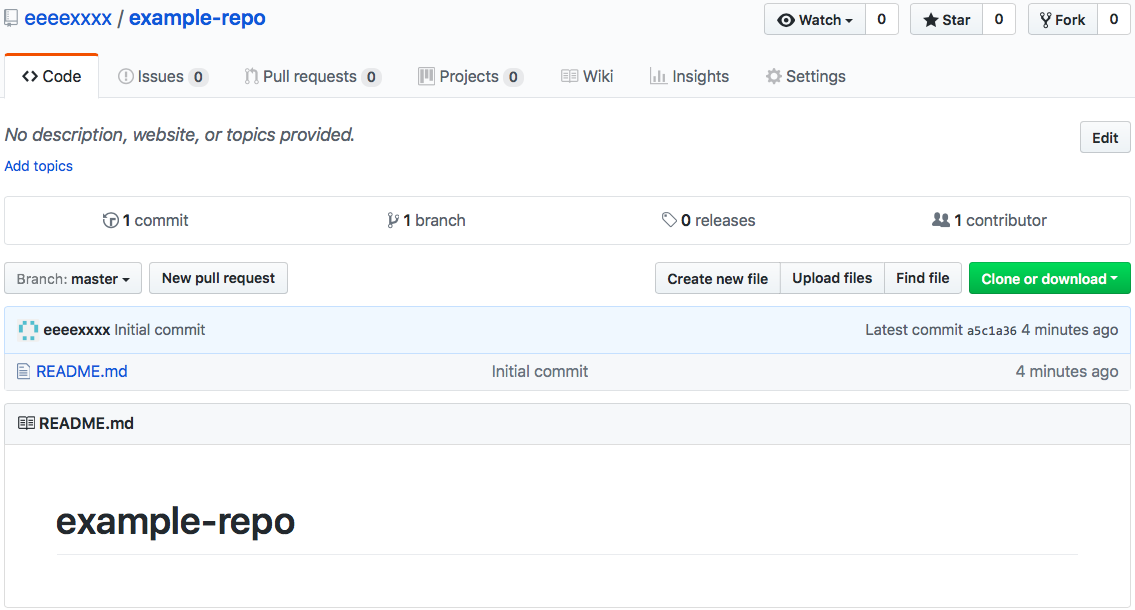 eeeexxxx / example-repo Watch 0 Star 0 Fork 0
Code Issues 0 Pull requests 0 Projects 0 Wiki Insights Settings
No description, website, or topics provided. Edit
Add topics
1 commit 1 branch 0 releases 1 contributor
Branch: master New pull request Create new file Upload files Find file Clone or download
eeeexxxx Initial commit Latest commit a5c1a36 4 minutes ago
README.md Initial commit 4 minutes ago
README.md
example-repo